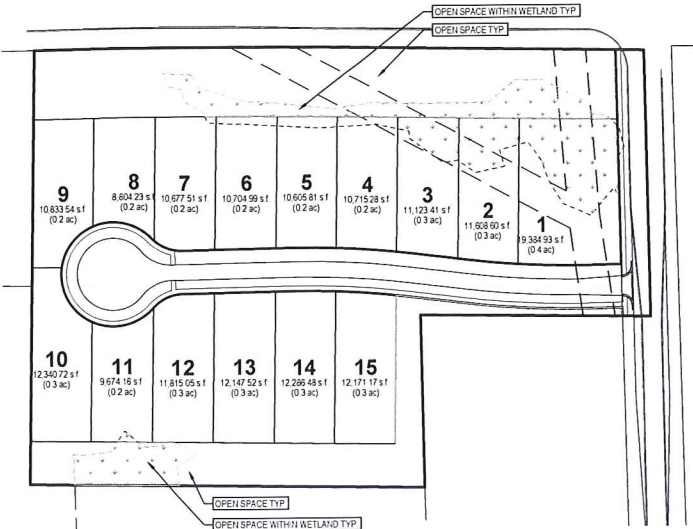 OPEN SPACE WITHIN WETLAND TYP
OPEN SPACE TYP
9
10,833 54 s f
(0.2 ac)
8
8,804 23 s f
(0.2 ac)
7
10,677 51 s f
(0.2 ac)
6
10,704 99 s f
(0.2 ac)
5
10,605 81 s f
(0.2 ac)
4
10,715 28 s f
(0.2 ac)
3
11,123 41 s f
(0.3 ac)
2
11,608 60 s f
(0.3 ac)
1
19,384 93 s f
(0.4 ac)
10
12,340 72 s f
(0 3 ac)
11
9,674 16 s f
(0.2 ac)
12
11,815 05 s f
(0 3 ac)
13
12,147 52 s f
(0 3 ac)
14
12,286 48 s f
(0 3 ac)
15
12,171 17 s f
(0 3 ac)
OPEN SPACE TYP
OPEN SPACE WITHIN WETLAND TYP